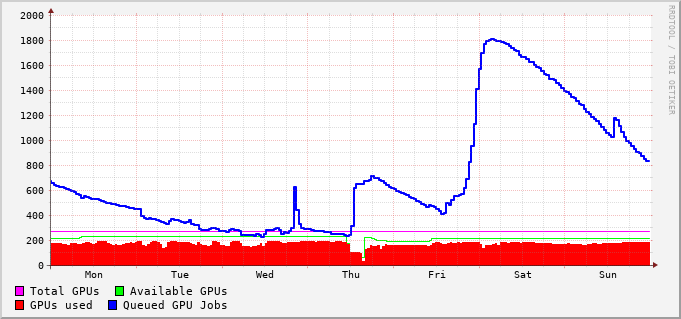 2000
1800
1600
1400
1200
1000
800
600
400
200
0
Mon Tue Wed Thu Fri Sat Sun
Total GPUs Available GPUs
GPUs used Queued GPU Jobs
RRDTOOL / TOBI OETIKER